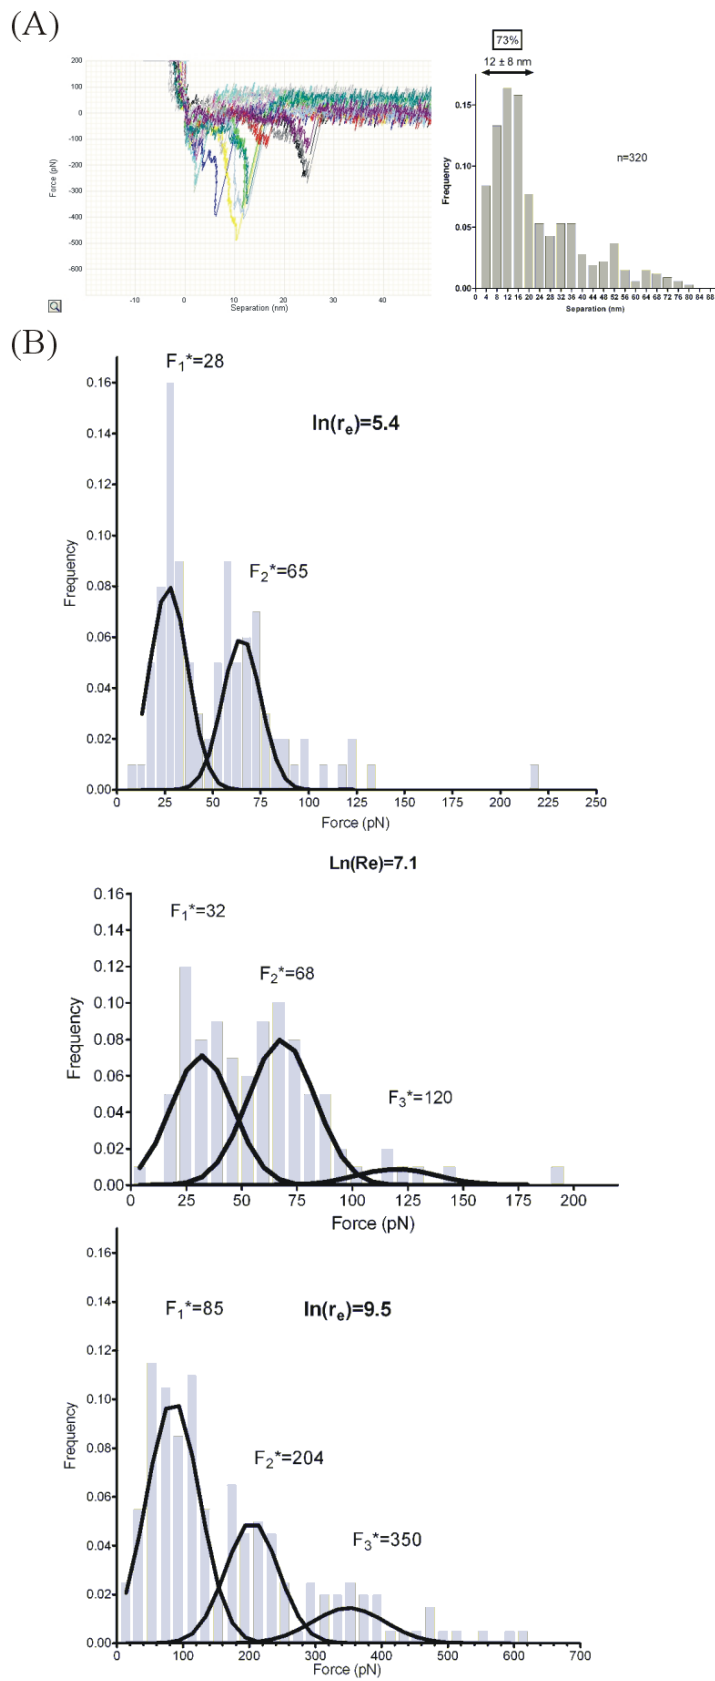 (A)
200
100
0
-100
-200
-300
-400
-500
-600
Force (pN)
-10 0 10 20 30 40
Separation (nm)
73%
12 ± 8 nm
n=320
0.15
0.10
0.05
0.00
Frequency
0 4 8 12 16 20 24 28 32 36 40 44 48 52 56 60 64 68 72 76 80 84 88
Separation (nm)
(B)
F1*=28
ln(re)=5.4
F2*=65
0.16
0.14
0.12
0.10
0.08
0.06
0.04
0.02
0.00
Frequency
0 25 50 75 100 125 150 175 200 225 250
Force (pN)
Ln(Re)=7.1
F1*=32
F2*=68
F3*=120
0.16
0.14
0.12
0.10
0.08
0.06
0.04
0.02
0.00
Frequency
0 25 50 75 100 125 150 175 200
Force (pN)
F1*=85
ln(re)=9.5
F2*=204
F3*=350
0.16
0.14
0.12
0.10
0.08
0.06
0.04
0.02
0.00
Frequency
0 100 200 300 400 500 600 700
Force (pN)